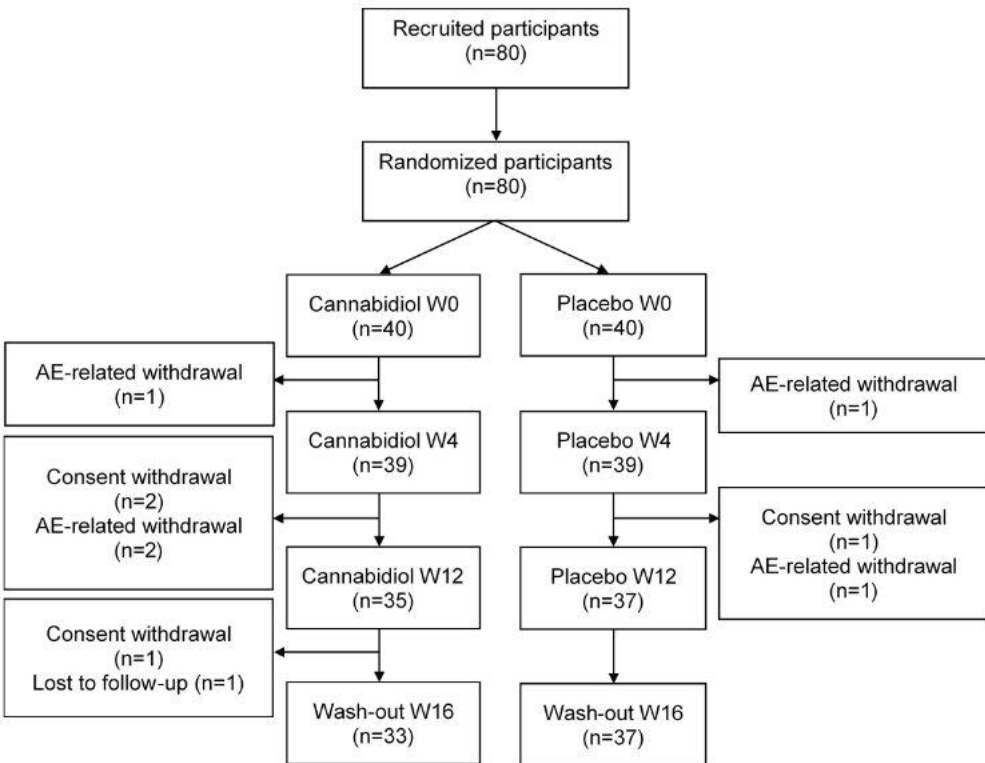 Recruited participants
(n=80)
Randomized participants
(n=80)
Cannabidiol W0
(n=40)
Placebo W0
(n=40)
AE-related withdrawal
(n=1)
AE-related withdrawal
(n=1)
Cannabidiol W4
(n=39)
Placebo W4
(n=39)
Consent withdrawal
(n=2)
AE-related withdrawal
(n=2)
Consent withdrawal
(n=1)
AE-related withdrawal
(n=1)
Cannabidiol W12
(n=35)
Placebo W12
(n=37)
Consent withdrawal
(n=1)
Lost to follow-up (n=1)
Wash-out W16
(n=33)
Wash-out W16
(n=37)